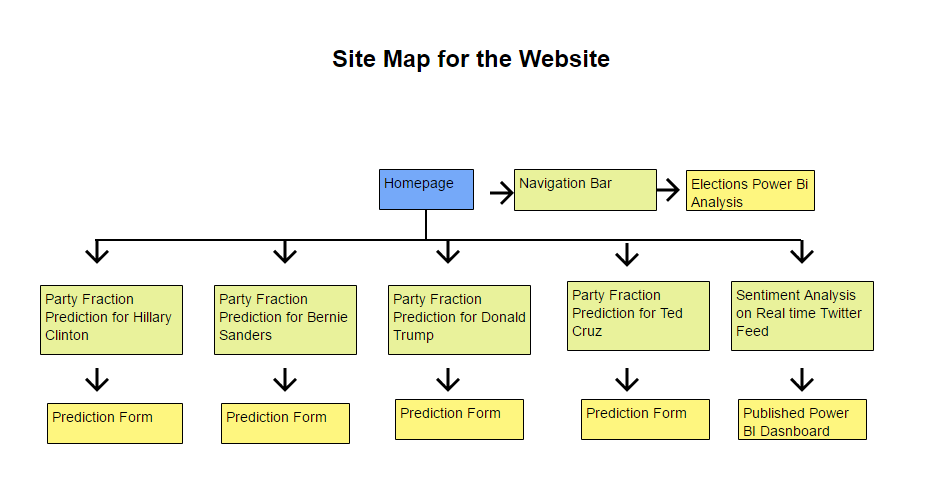 Site Map for the Website
Homepage
Navigation Bar
Elections Power Bi
Analysis
Party Fraction
Prediction for Hillary
Clinton
Party Fraction
Prediction for Bernie
Sanders
Party Fraction
Prediction for Donald
Trump
Party Fraction
Prediction for Ted
Cruz
Sentiment Analysis
on Real time Twitter
Feed
Prediction Form
Prediction Form
Prediction Form
Prediction Form
Published Power
BI Dasnboard